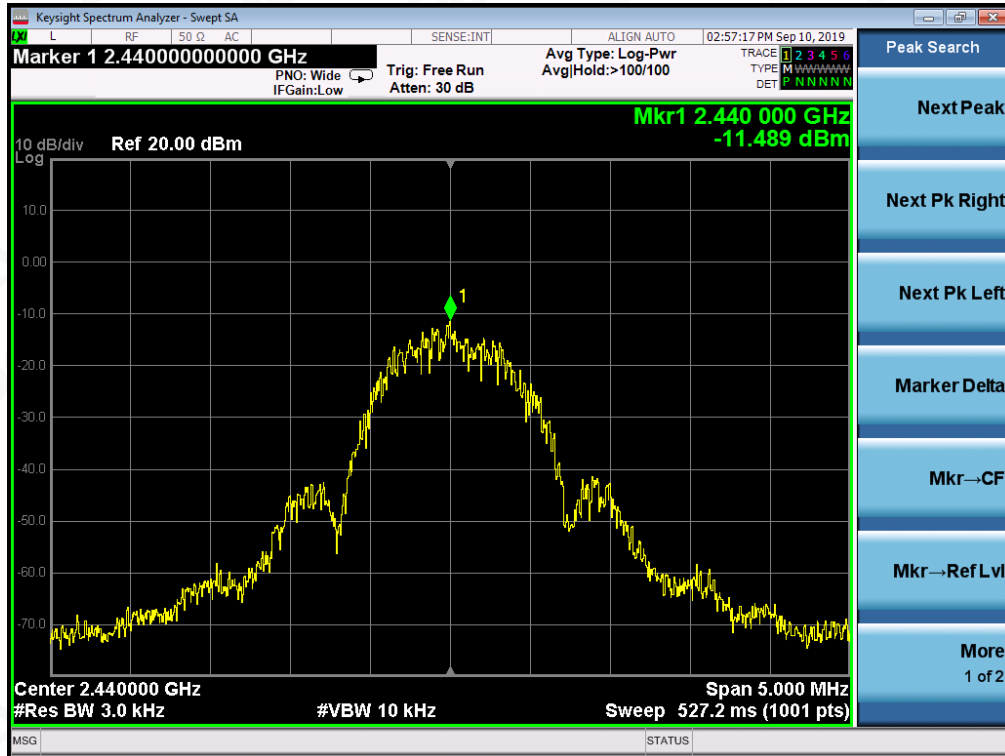 Keysight Spectrum Analyzer - Swept SA
LXI L RF 50 Ω AC SENSE:INT ALIGN AUTO 02:57:17 PM Sep 10, 2019
Marker 1 2.440000000000 GHz
PNO: Wide
IFGain:Low
Trig: Free Run
Atten: 30 dB
Avg Type: Log-Pwr
Avg|Hold:>100/100
TRACE 1 2 3 4 5 6
TYPE M WWWWW
DET P N N N N N
Mkr1 2.440 000 GHz
-11.489 dBm
10 dB/div Ref 20.00 dBm
Log
10.0
0.00
-10.0
-20.0
-30.0
-40.0
-50.0
-60.0
-70.0
1
Center 2.440000 GHz Span 5.000 MHz
#Res BW 3.0 kHz #VBW 10 kHz Sweep 527.2 ms (1001 pts)
MSG STATUS
Peak Search
Next Peak
Next Pk Right
Next Pk Left
Marker Delta
Mkr→CF
Mkr→Ref Lvl
More
1 of 2